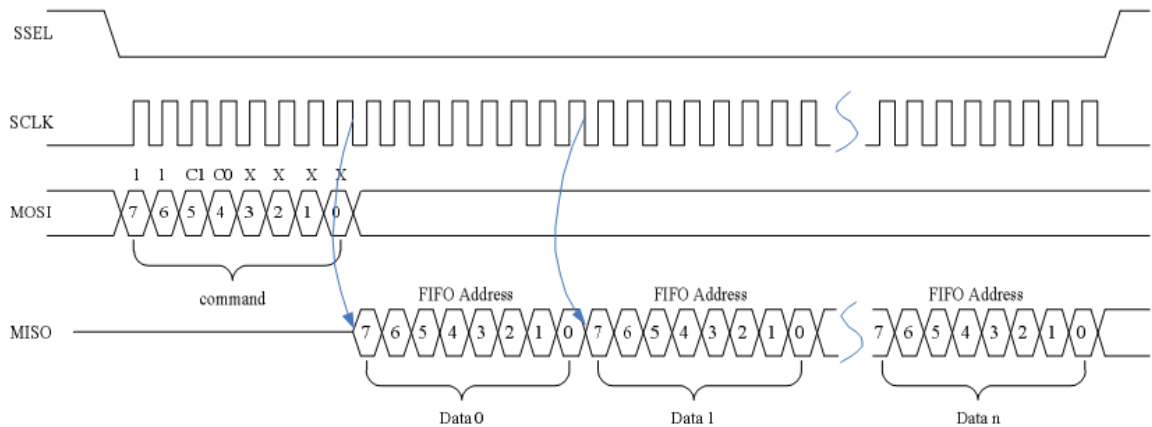 SSEL
SCLK
1 1 C1 C0 X X X X
MOSI 7 6 5 4 3 2 1 0
command
FIFO Address FIFO Address FIFO Address
MISO 7 6 5 4 3 2 1 0 7 6 5 4 3 2 1 0 7 6 5 4 3 2 1 0
Data 0 Data 1 Data n